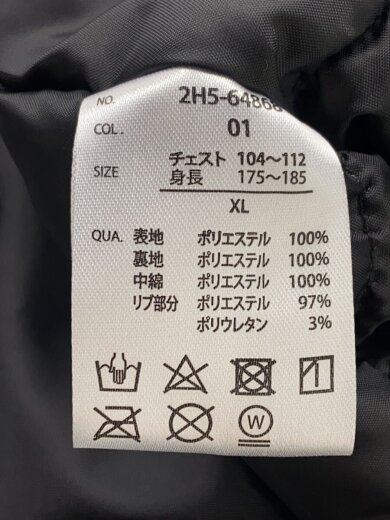 NO. 2H5-64868
COL. 01
SIZE チェスト 104～112
身長 175～185
XL
QUA. 表地 ポリエステル 100%
裏地 ポリエステル 100%
中綿 ポリエステル 100%
リブ部分 ポリエステル 97%
ポリウレタン 3%
W